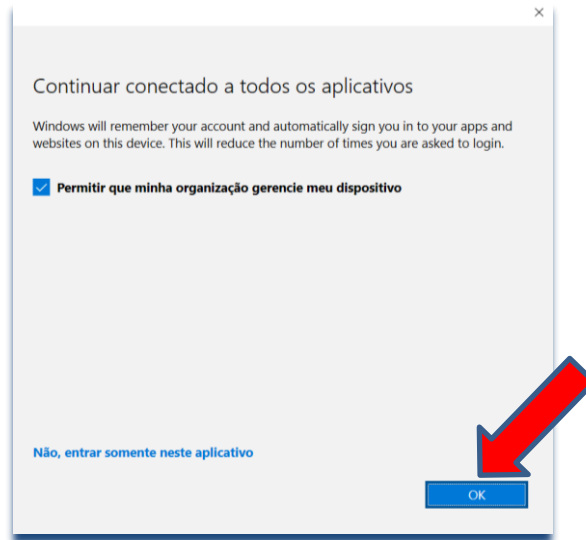 Continuar conectado a todos os aplicativos
Windows will remember your account and automatically sign you in to your apps and
websites on this device. This will reduce the number of times you are asked to login.
Permitir que minha organização gerencie meu dispositivo
Não, entrar somente neste aplicativo
OK